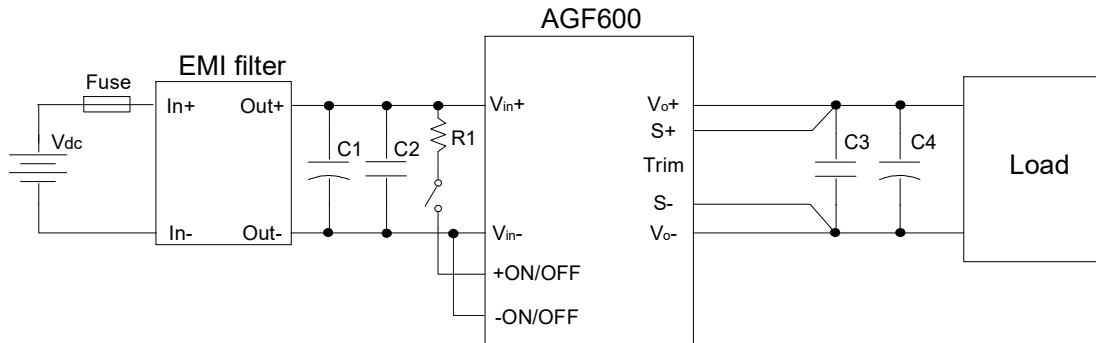 AGF600
EMI filter
Fuse
In+
Out+
Vin+
Vo+
S+
Vdc
C1
C2
R1
Trim
C3
C4
Load
S-
In-
Out-
Vin-
Vo-
+ON/OFF
-ON/OFF